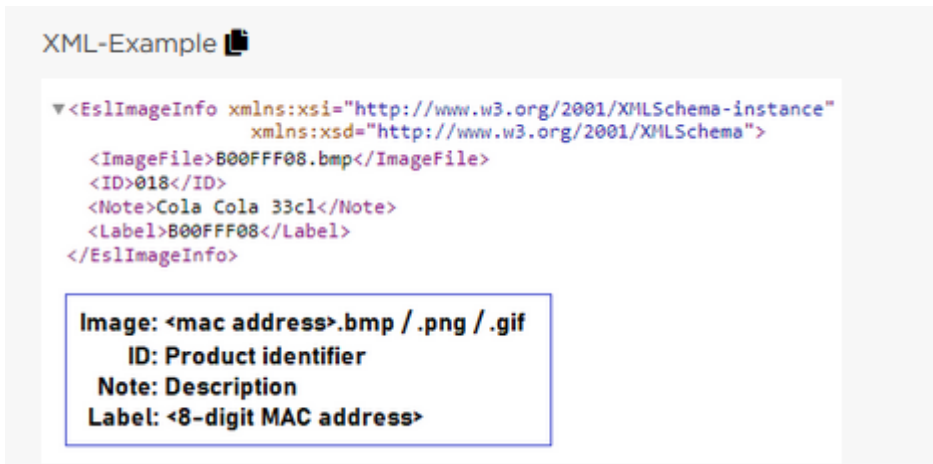 XML-Example
▼<EslImageInfo xmlns:xsi="http://www.w3.org/2001/XMLSchema-instance"
xmlns:xsd="http://www.w3.org/2001/XMLSchema">
<ImageFile>B00FFF08.bmp</ImageFile>
<ID>018</ID>
<Note>Cola Cola 33cl</Note>
<Label>B00FFF08</Label>
</EslImageInfo>
Image: <mac address>.bmp / .png / .gif
ID: Product identifier
Note: Description
Label: <8-digit MAC address>